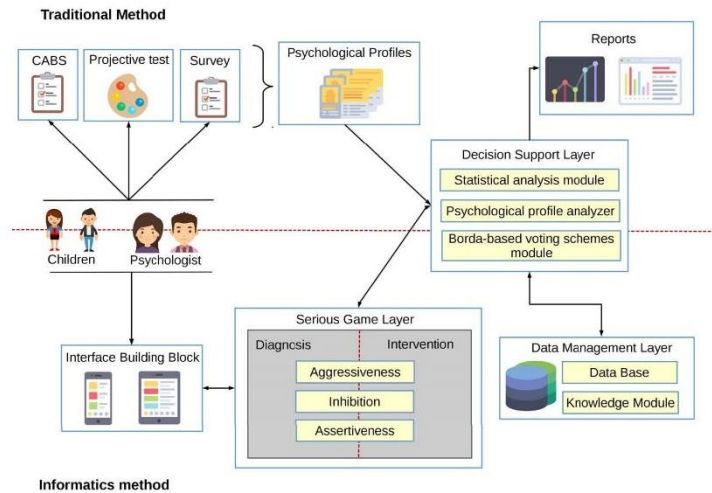 Traditional Method
CABS
Projective test
Survey
Psychological Profiles
Reports
Decision Support Layer
Statistical analysis module
Psychological profile analyzer
Borda-based voting schemes
module
Children
Psychologist
Serious Game Layer
Diagnosis
Intervention
Aggressiveness
Inhibition
Assertiveness
Interface Building Block
Data Management Layer
Data Base
Knowledge Module
Informatics method